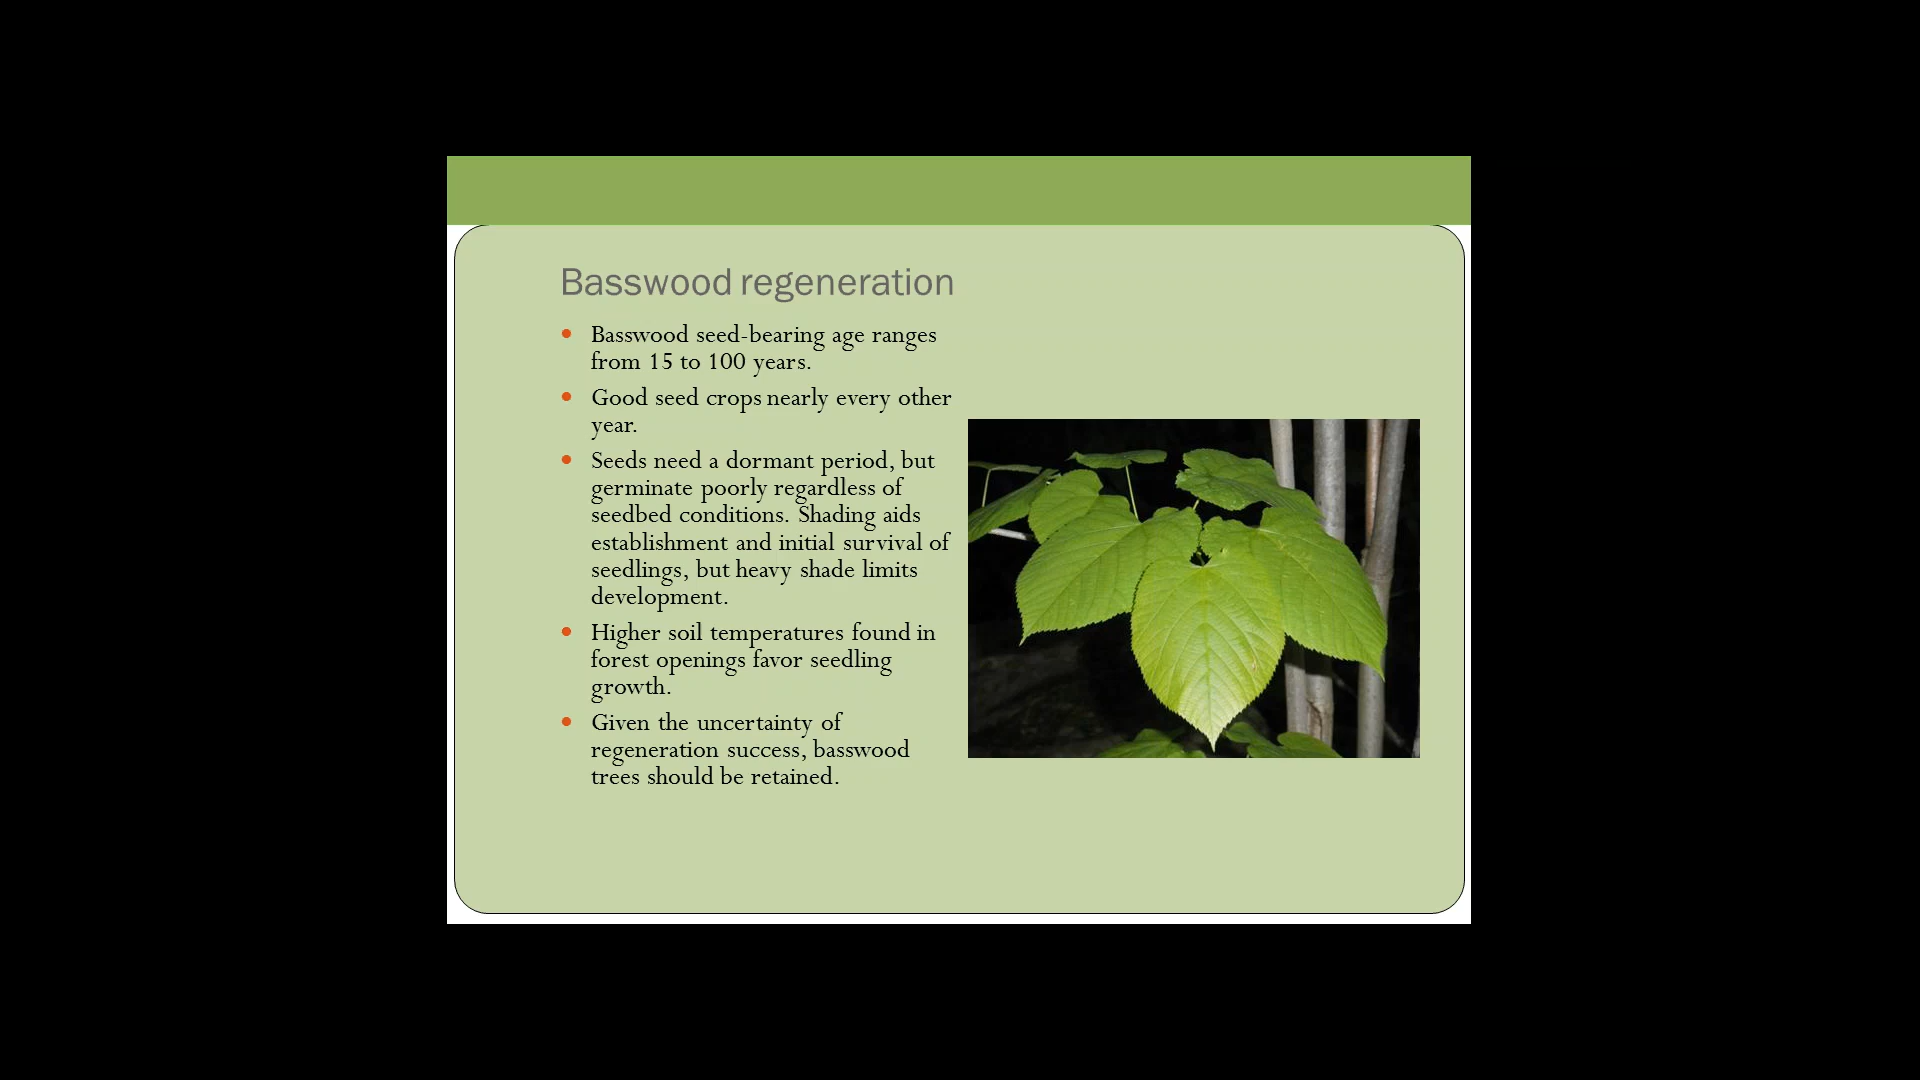 Basswood regeneration
• Basswood seed-bearing age ranges
from 15 to 100 years.
• Good seed crops nearly every other
year.
• Seeds need a dormant period, but
germinate poorly regardless of
seedbed conditions. Shading aids
establishment and initial survival of
seedlings, but heavy shade limits
development.
• Higher soil temperatures found in
forest openings favor seedling
growth.
• Given the uncertainty of
regeneration success, basswood
trees should be retained.